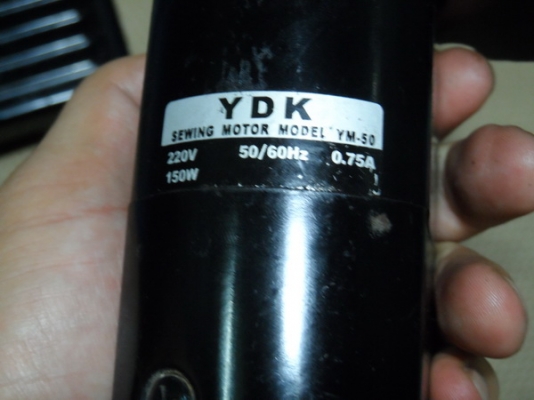 YDK
SEWING MOTOR MODEL YM-50
220V 50/60Hz 0.75A
150W